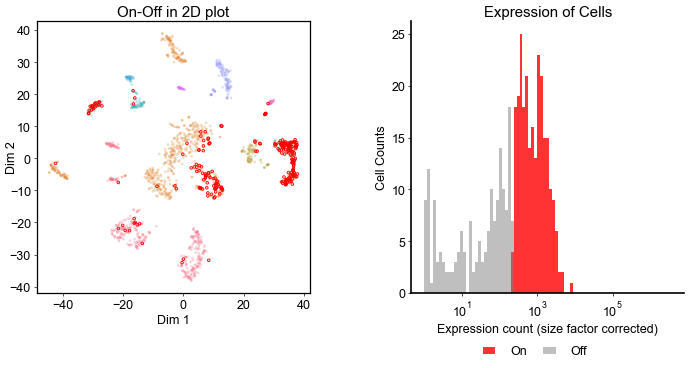 On-Off in 2D plot
40
30
20
10
0
−10
−20
−30
−40
Dim 2
−40 −20 0 20 40
Dim 1
Expression of Cells
25
20
15
10
5
0
Cell Counts
10^1 10^3 10^5
Expression count (size factor corrected)
On Off